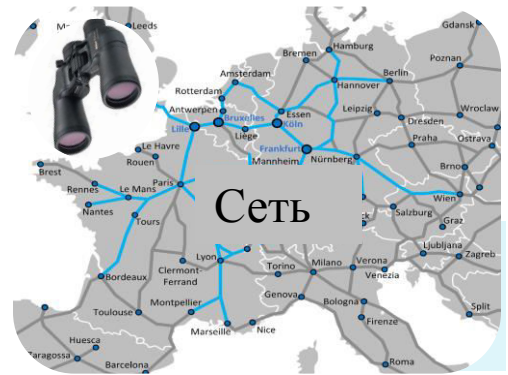 Gdansk
Leeds
Hamburg
Bremen
Poznan
Amsterdam
Berlin
Hannover
Rotterdam
Antwerpen
Essen
Leipzig
Wroclaw
Bruxelles
Köln
Dresden
Lille
Liège
Praha
Ostrava
Le Havre
Frankfurt
Rouen
Mannheim
Nürnberg
Brno
Brest
Paris
Rennes
Le Mans
Wien
Сеть
Nantes
Tours
Salzburg
Graz
Ljubljana
Lyon
Zagreb
Clermont
Ferrand
Torino
Milano
Verona
Venezia
Bordeaux
Genova
Bologna
Split
Toulouse
Montpellier
Marseille
Nice
Firenze
Huesca
Barcelona
Roma